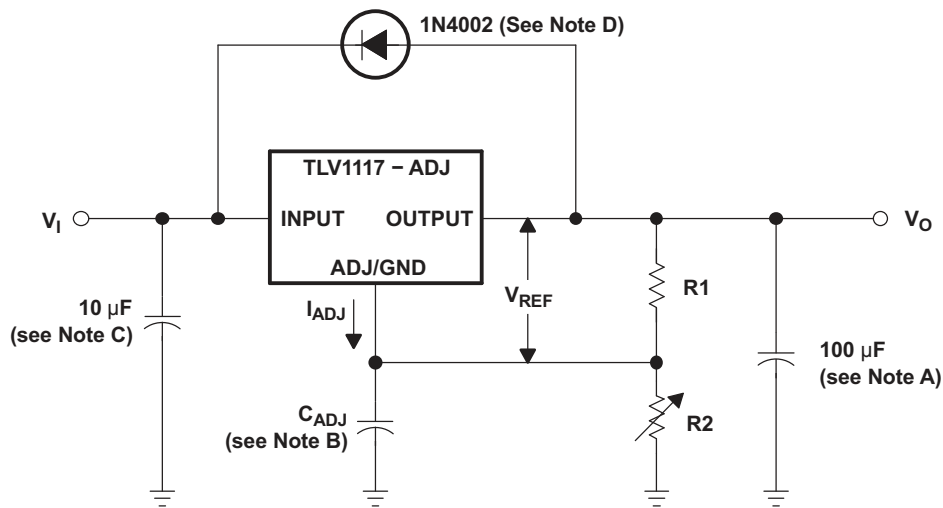 1N4002 (See Note D)
TLV1117 − ADJ
V_I
INPUT
OUTPUT
V_O
ADJ/GND
V_REF
R1
I_ADJ
10 μF
(see Note C)
100 μF
(see Note A)
C_ADJ
(see Note B)
R2